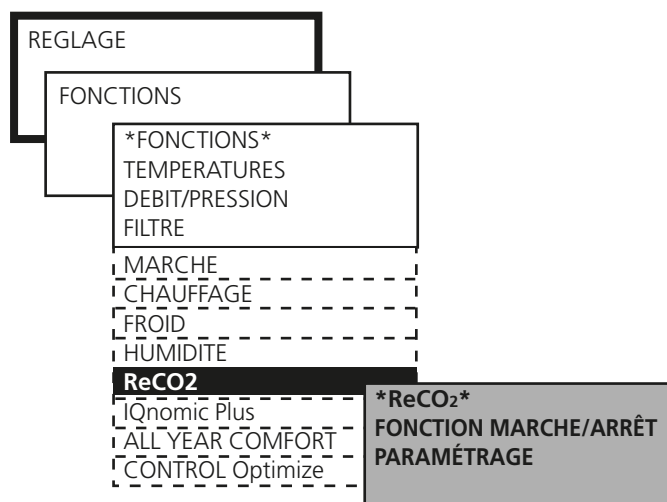 REGLAGE
FONCTIONS
*FONCTIONS*
TEMPERATURES
DEBIT/PRESSION
FILTRE
MARCHE
CHAUFFAGE
FROID
HUMIDITE
ReCO2
IQnomic Plus
ALL YEAR COMFORT
CONTROL Optimize
*ReCO₂*
FONCTION MARCHE/ARRÊT
PARAMÉTRAGE